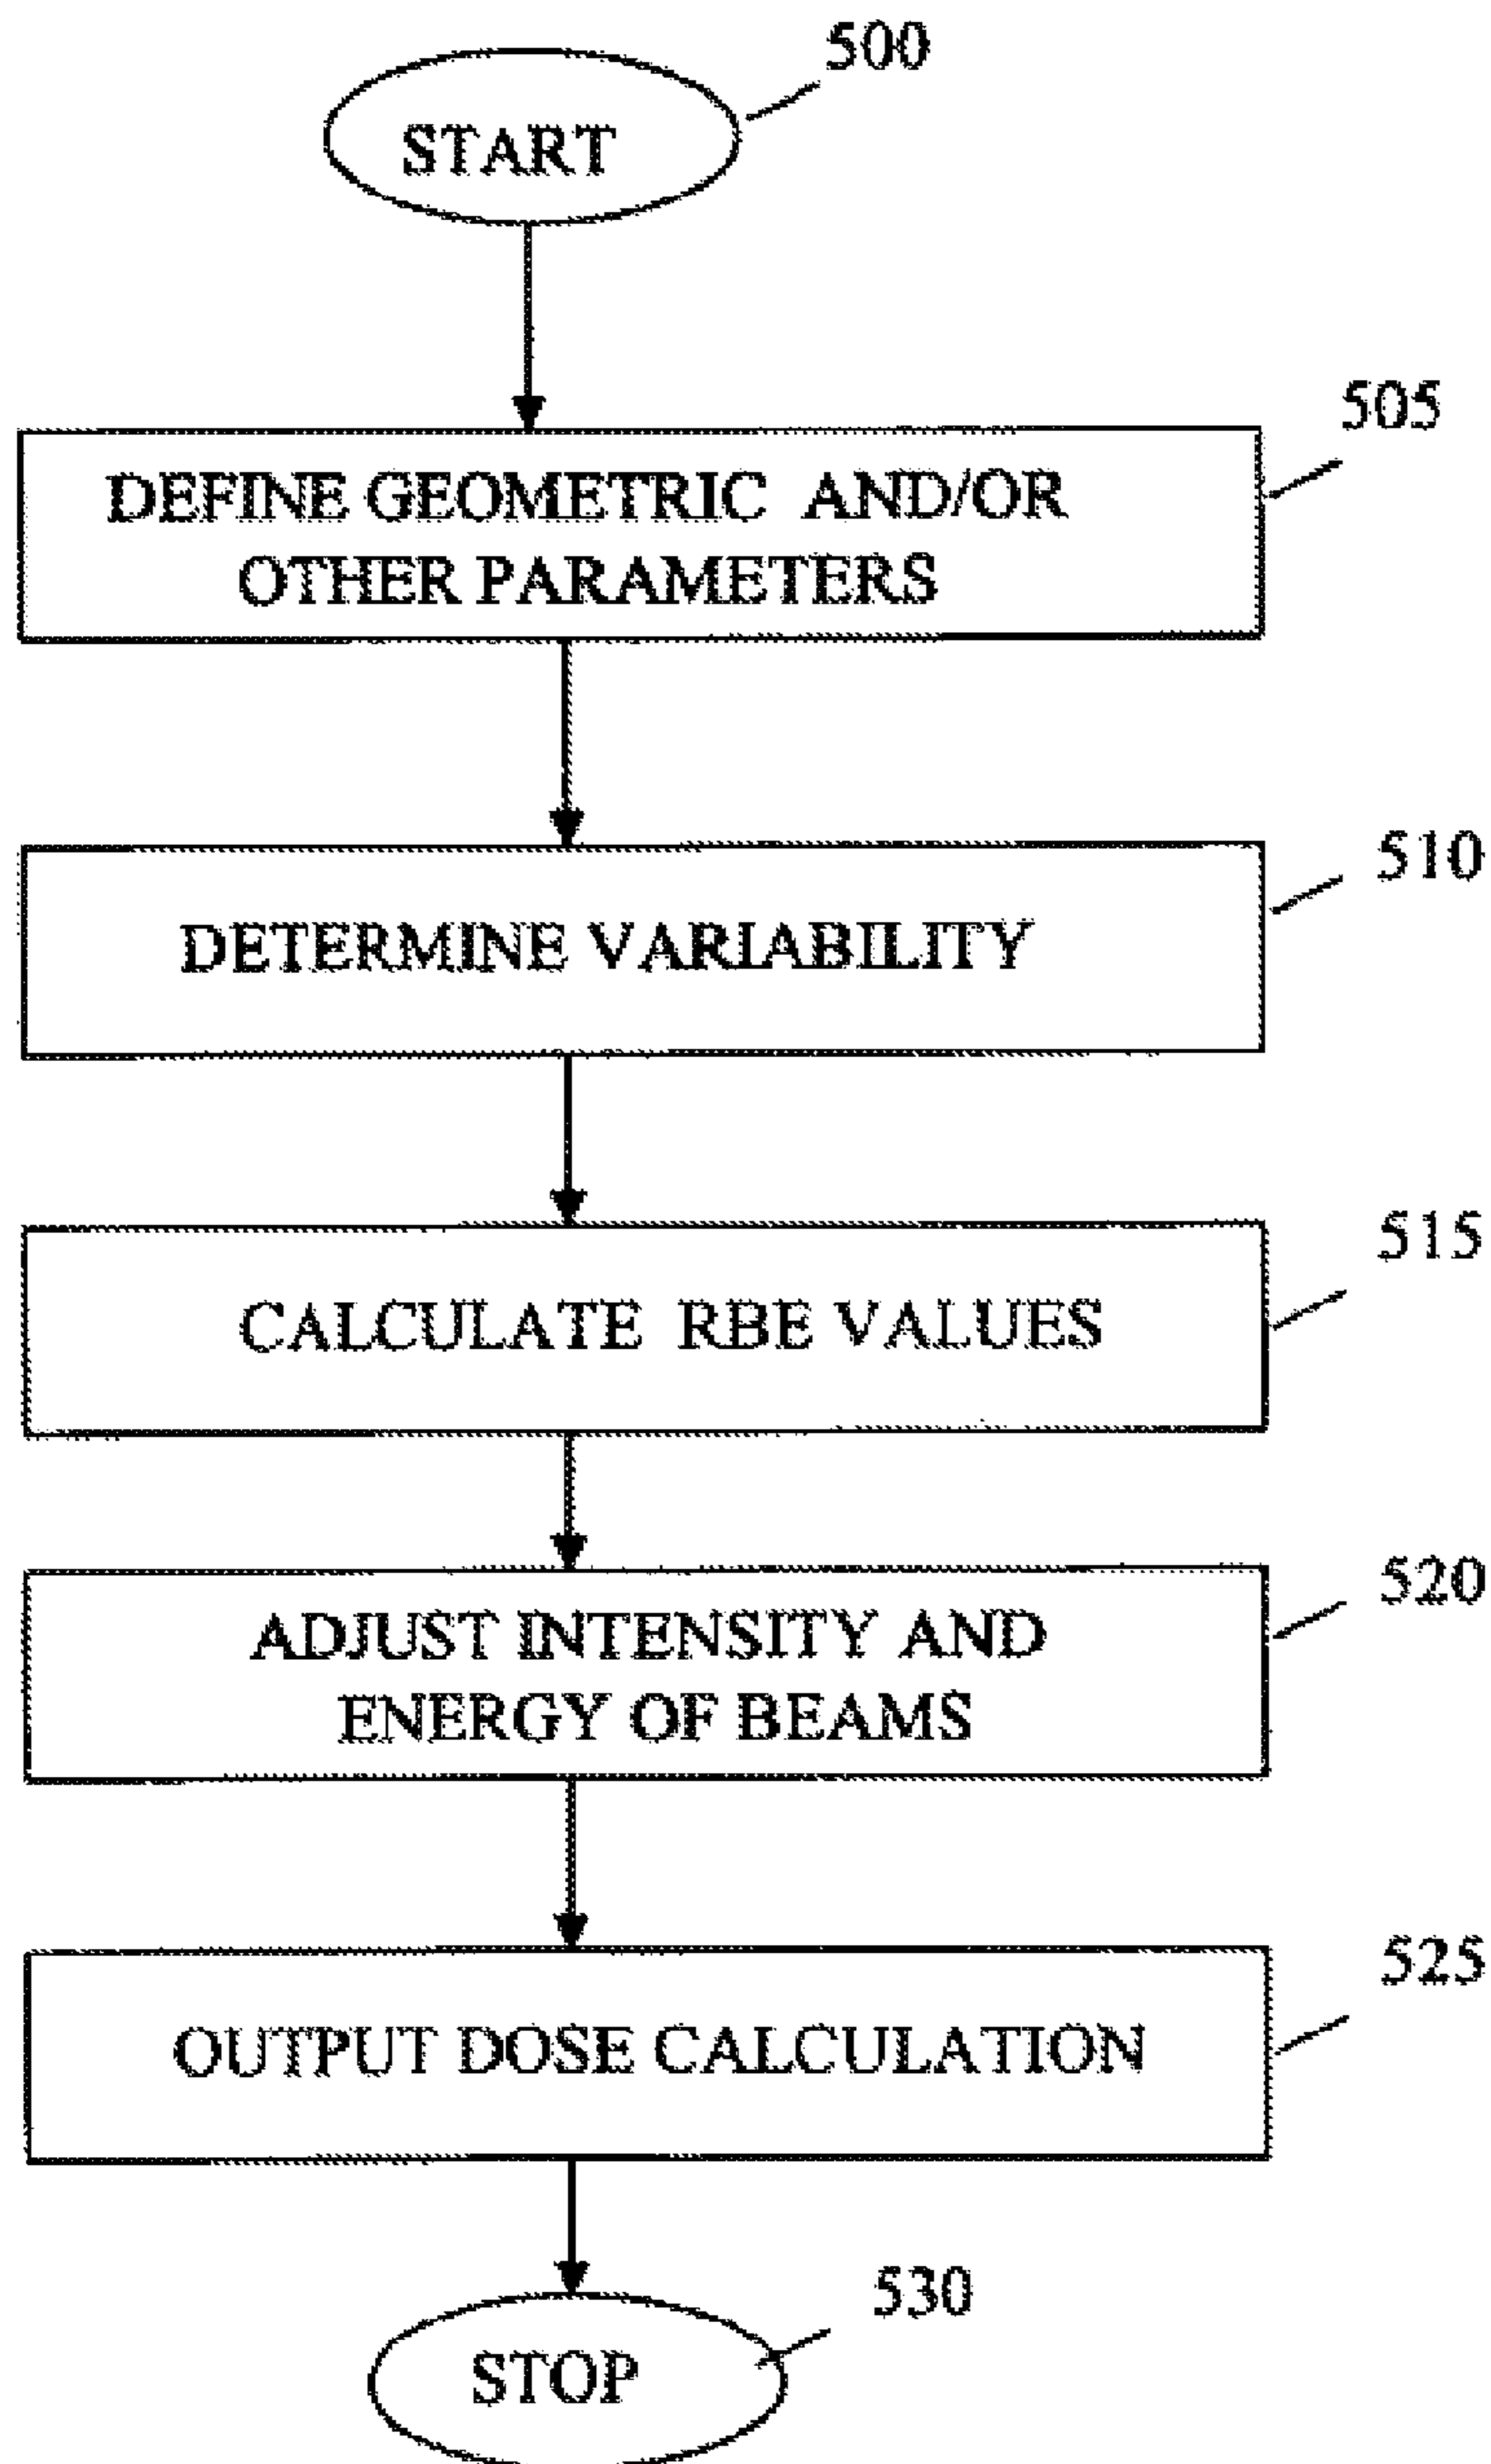 500
START
505
DEFINE GEOMETRIC AND/OR
OTHER PARAMETERS
510
DETERMINE VARIABILITY
515
CALCULATE RBE VALUES
520
ADJUST INTENSITY AND
ENERGY OF BEAMS
525
OUTPUT DOSE CALCULATION
530
STOP